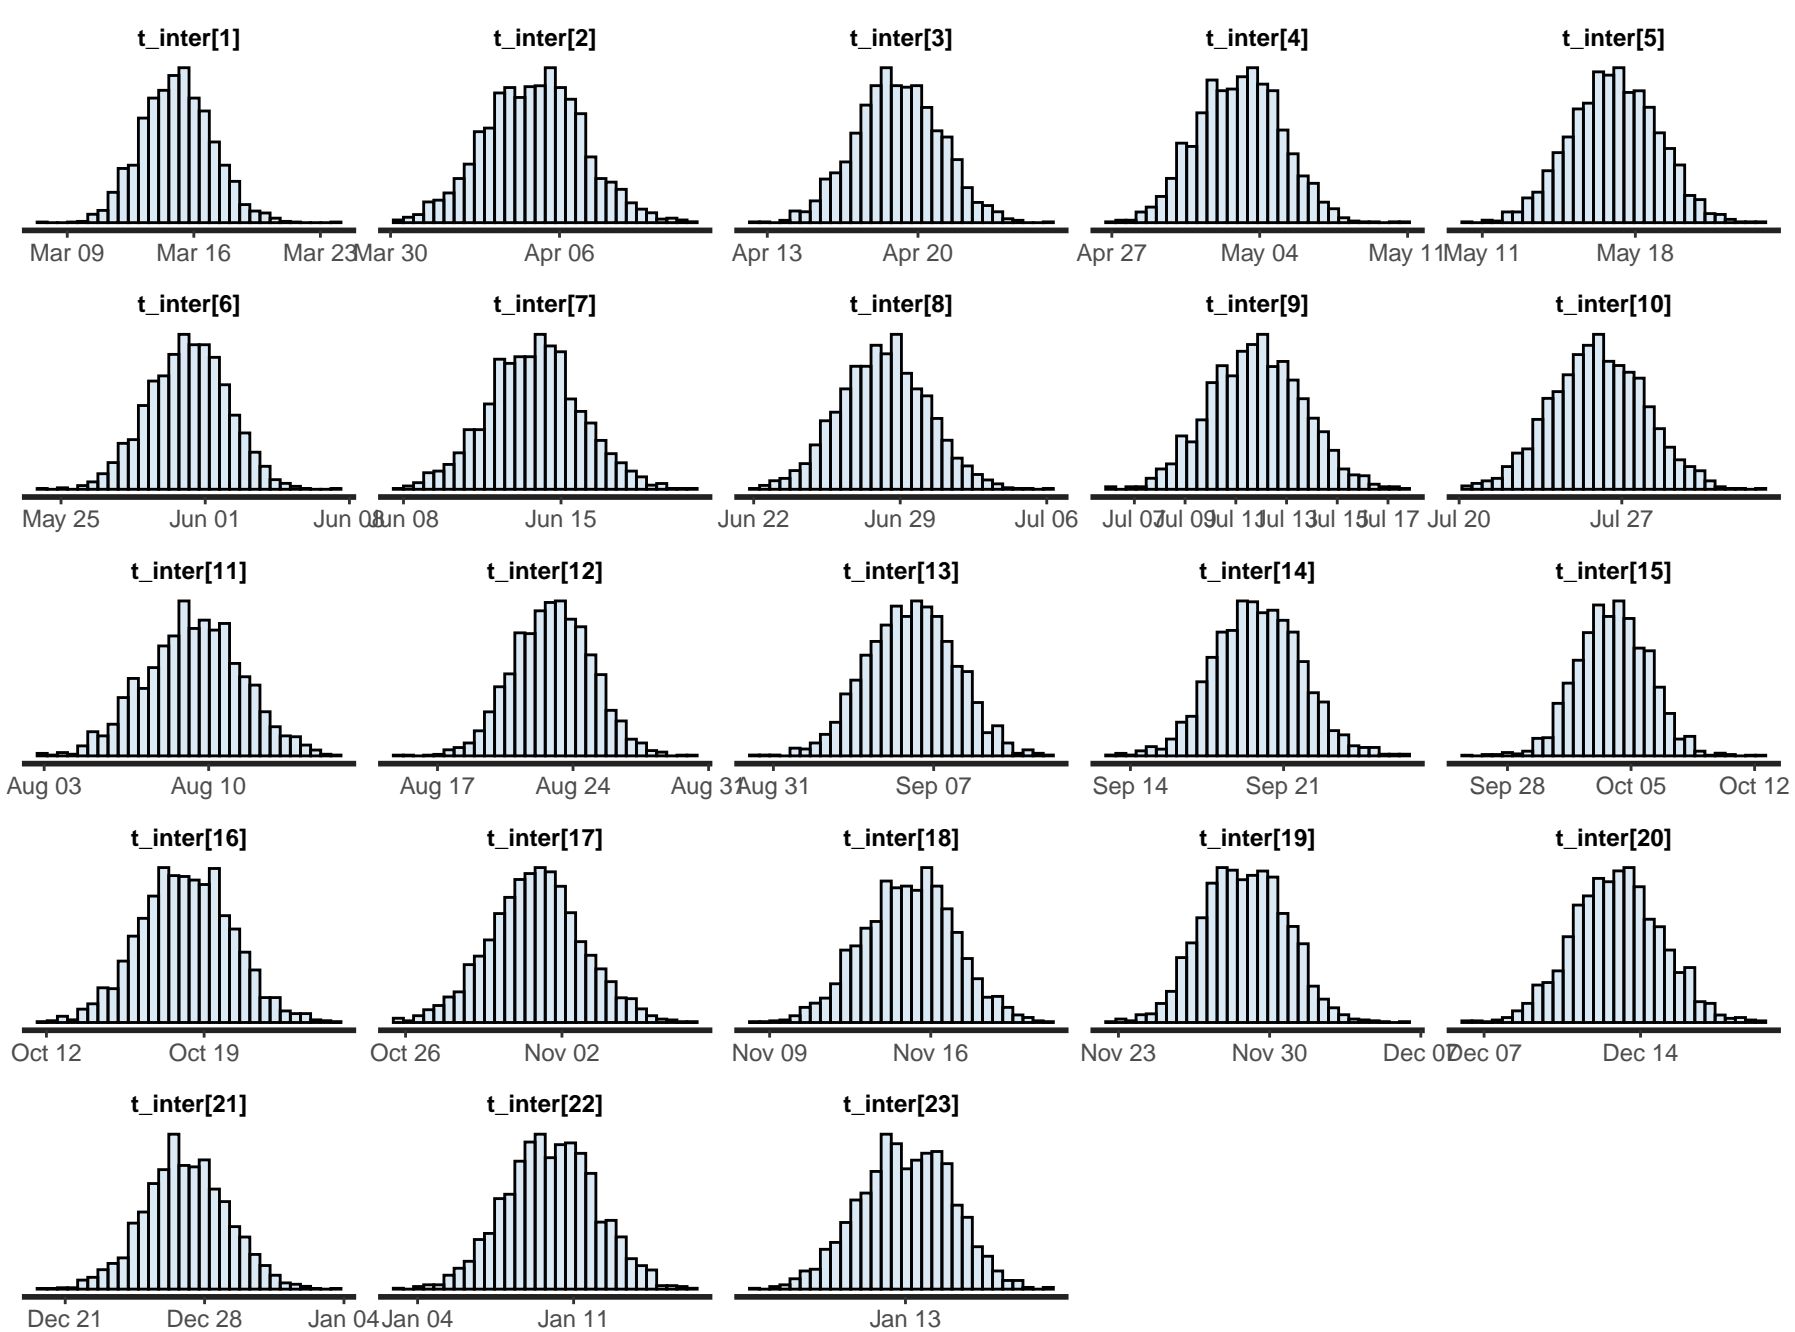 t_inter[1] t_inter[2] t_inter[3] t_inter[4] t_inter[5]
Mar 09 Mar 16 Mar 23 Mar 30 Apr 06 Apr 13 Apr 20 Apr 27 May 04 May 11 May 11 May 18
t_inter[6] t_inter[7] t_inter[8] t_inter[9] t_inter[10]
May 25 Jun 01 Jun 08 Jun 08 Jun 15 Jun 22 Jun 29 Jul 06 Jul 07 Jul 09 Jul 11 Jul 13 Jul 15 Jul 17 Jul 20 Jul 27
t_inter[11] t_inter[12] t_inter[13] t_inter[14] t_inter[15]
Aug 03 Aug 10 Aug 17 Aug 24 Aug 31 Aug 31 Sep 07 Sep 14 Sep 21 Sep 28 Oct 05 Oct 12
t_inter[16] t_inter[17] t_inter[18] t_inter[19] t_inter[20]
Oct 12 Oct 19 Oct 26 Nov 02 Nov 09 Nov 16 Nov 23 Nov 30 Dec 07 Dec 07 Dec 14
t_inter[21] t_inter[22] t_inter[23]
Dec 21 Dec 28 Jan 04 Jan 04 Jan 11 Jan 13